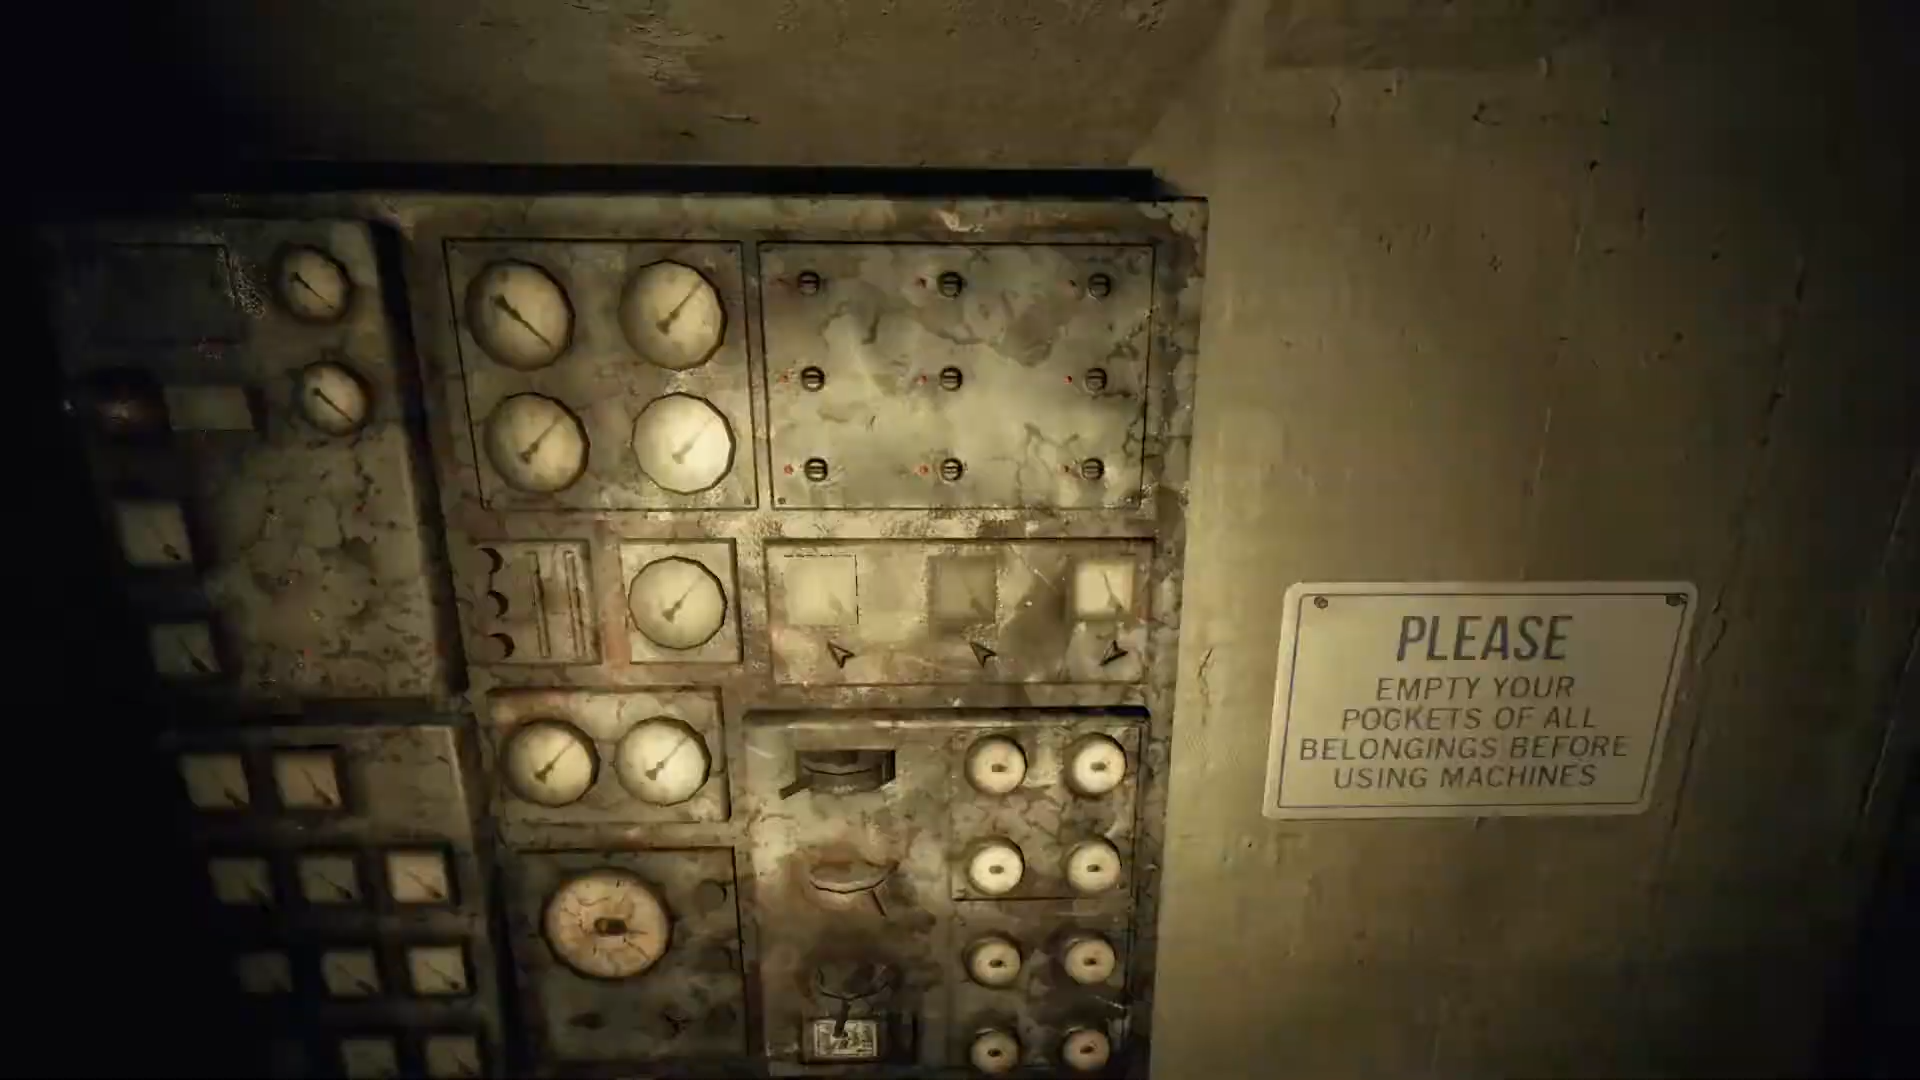 PLEASE
EMPTY YOUR
POCKETS OF ALL
BELONGINGS BEFORE
USING MACHINES